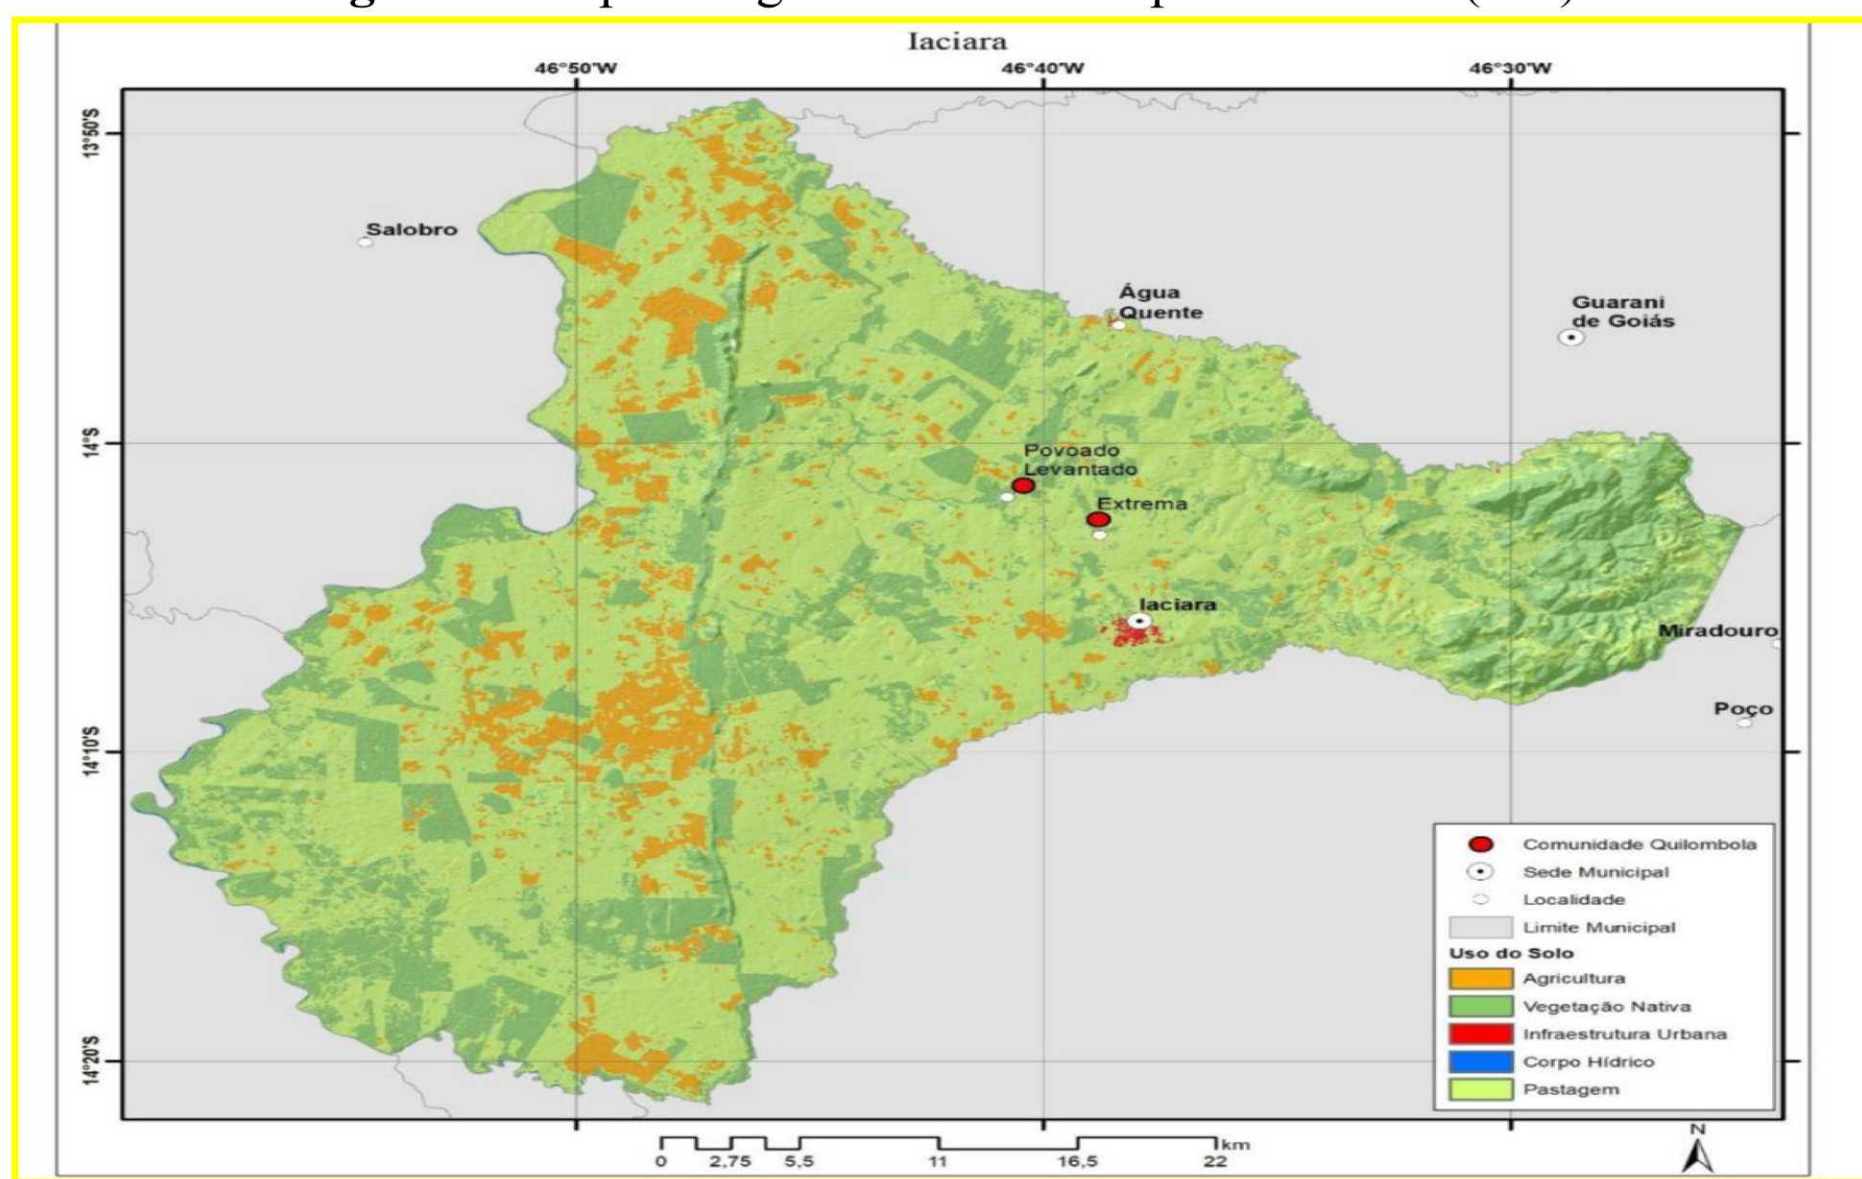 Iaciara
46°50'W
46°40'W
46°30'W
13°50'S
14°S
14°10'S
14°20'S
Salobro
Água
Quente
Guarani
de Goiás
Povoado
Levantado
Extrema
Iaciara
Miradouro
Poço
Comunidade Quilombola
Sede Municipal
Localidade
Limite Municipal
Uso do Solo
Agricultura
Vegetação Nativa
Infraestrutura Urbana
Corpo Hídrico
Pastagem
km
0 2,75 5,5 11 16,5 22
N